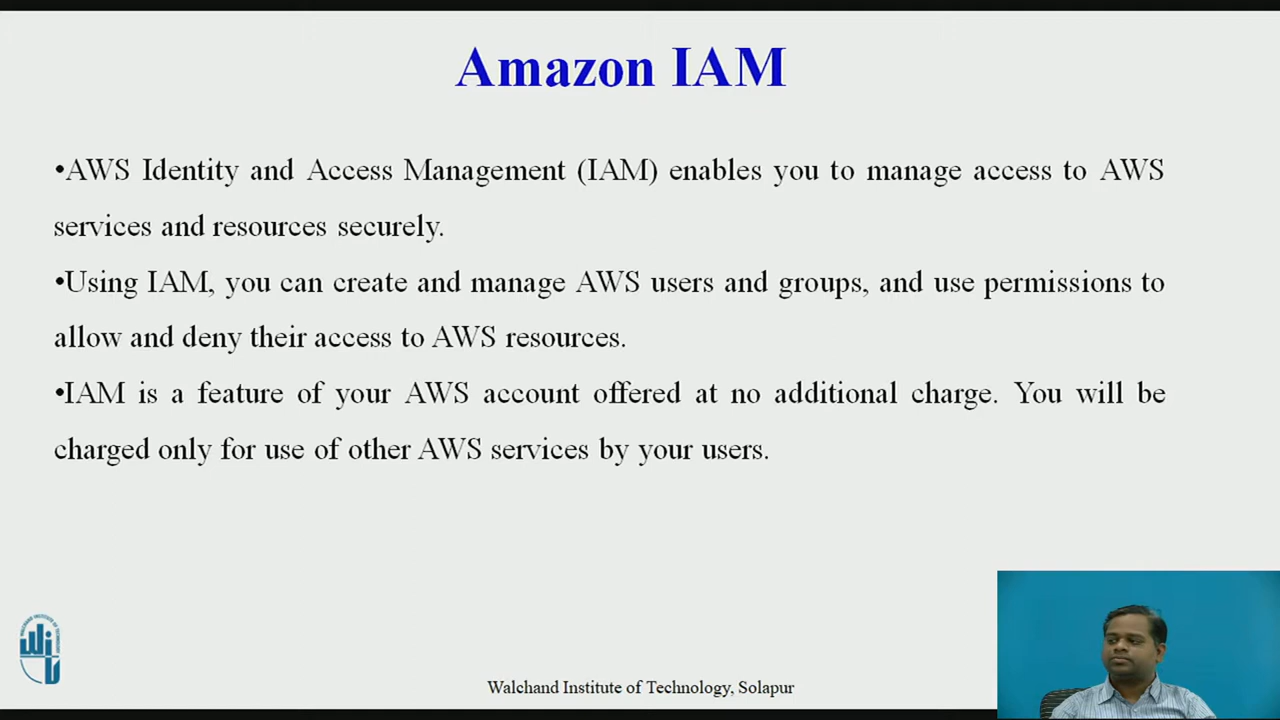 Amazon IAM
•AWS Identity and Access Management (IAM) enables you to manage access to AWS
services and resources securely.
•Using IAM, you can create and manage AWS users and groups, and use permissions to
allow and deny their access to AWS resources.
•IAM is a feature of your AWS account offered at no additional charge. You will be
charged only for use of other AWS services by your users.
Walchand Institute of Technology, Solapur